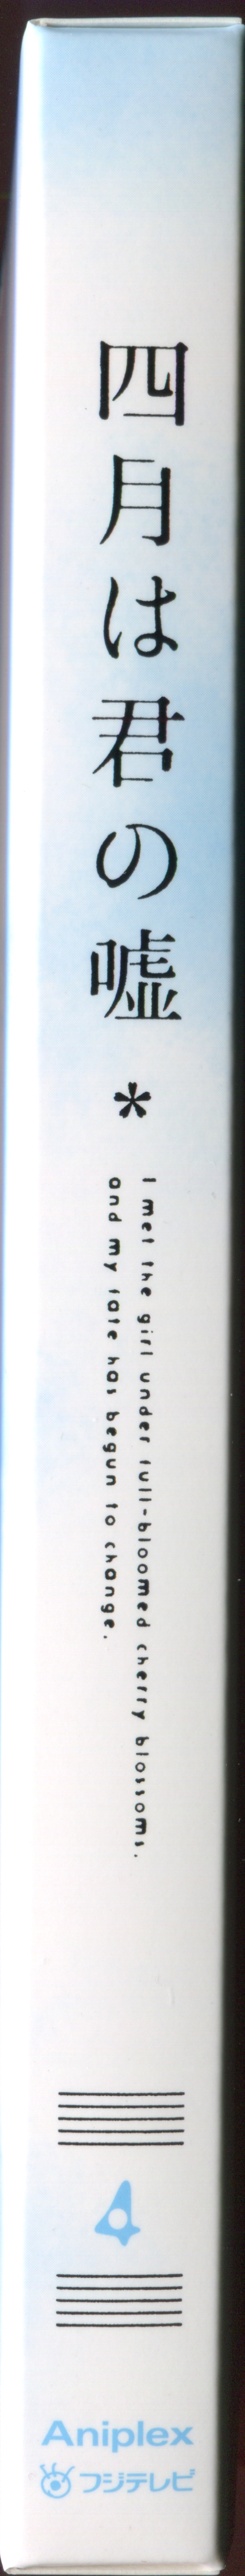 四月は君の嘘
*
I met the girl under full-bloomed cherry blossoms.
and my fate has begun to change.
4
Aniplex
フジテレビ